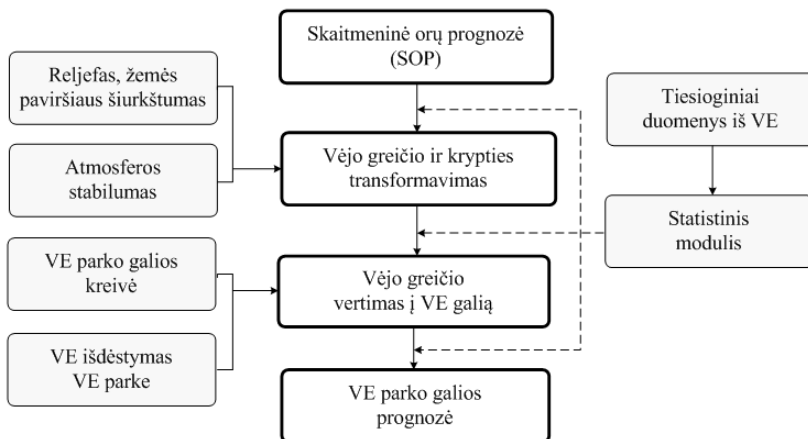 Skaitmeninė orų prognozė
(SOP)
Reljefas, žemės
paviršiaus šiurkštumas
Tiesioginiai
duomenys iš VE
Atmosferos
stabilumas
Vėjo greičio ir krypties
transformavimas
Statistinis
modulis
VE parko galios
kreivė
Vėjo greičio
vertimas į VE galią
VE išdėstymas
VE parke
VE parko galios
prognozė